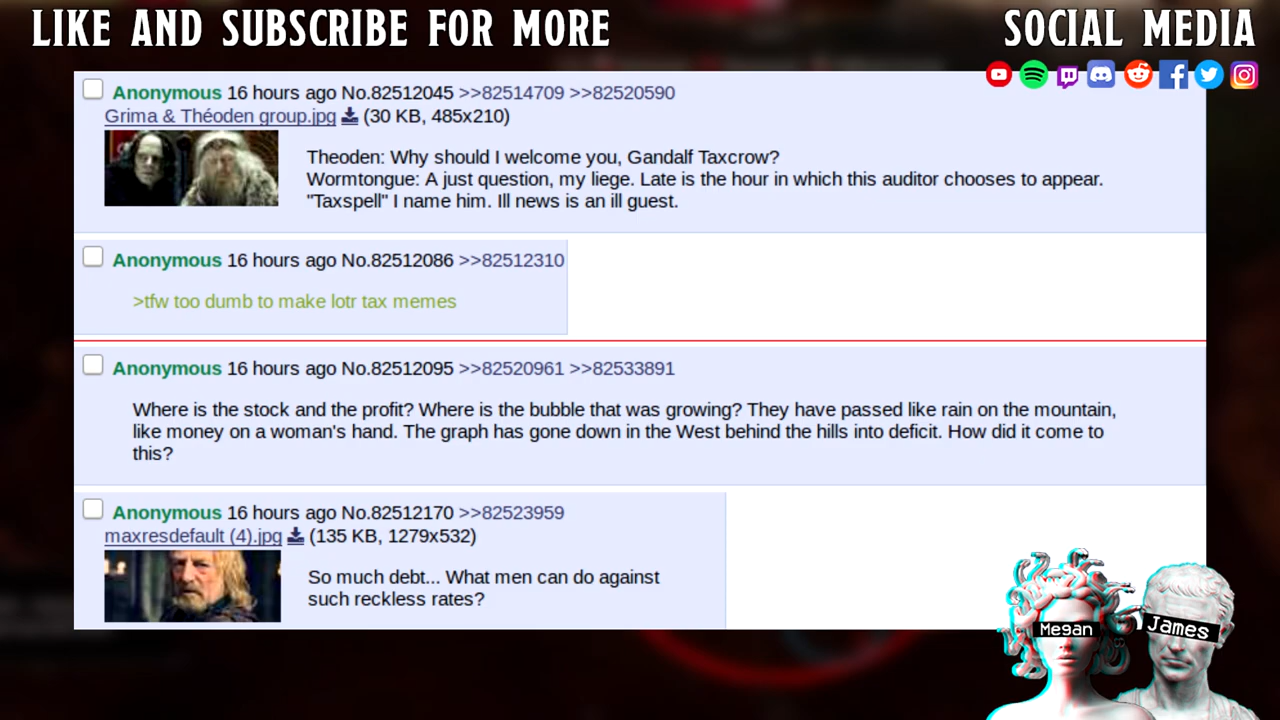 LIKE AND SUBSCRIBE FOR MORE
SOCIAL MEDIA
Anonymous 16 hours ago No.82512045 >>82514709 >>82520590
Grima & Théoden group.jpg (30 KB, 485x210)
Theoden: Why should I welcome you, Gandalf Taxcrow?
Wormtongue: A just question, my liege. Late is the hour in which this auditor chooses to appear.
"Taxspell" I name him. Ill news is an ill guest.
Anonymous 16 hours ago No.82512086 >>82512310
>tfw too dumb to make lotr tax memes
Anonymous 16 hours ago No.82512095 >>82520961 >>82533891
Where is the stock and the profit? Where is the bubble that was growing? They have passed like rain on the mountain,
like money on a woman's hand. The graph has gone down in the West behind the hills into deficit. How did it come to
this?
Anonymous 16 hours ago No.82512170 >>82523959
maxresdefault (4).jpg (135 KB, 1279x532)
So much debt... What men can do against
such reckless rates?
Megan
James